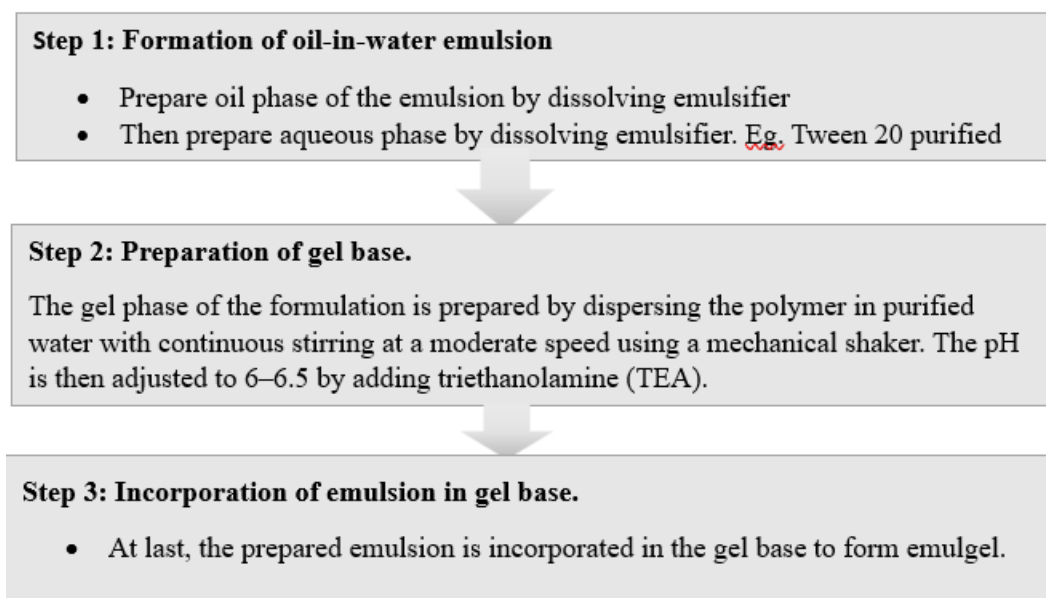 Step 1: Formation of oil-in-water emulsion
• Prepare oil phase of the emulsion by dissolving emulsifier
• Then prepare aqueous phase by dissolving emulsifier. Eg. Tween 20 purified
Step 2: Preparation of gel base.
The gel phase of the formulation is prepared by dispersing the polymer in purified
water with continuous stirring at a moderate speed using a mechanical shaker. The pH
is then adjusted to 6–6.5 by adding triethanolamine (TEA).
Step 3: Incorporation of emulsion in gel base.
• At last, the prepared emulsion is incorporated in the gel base to form emulgel.